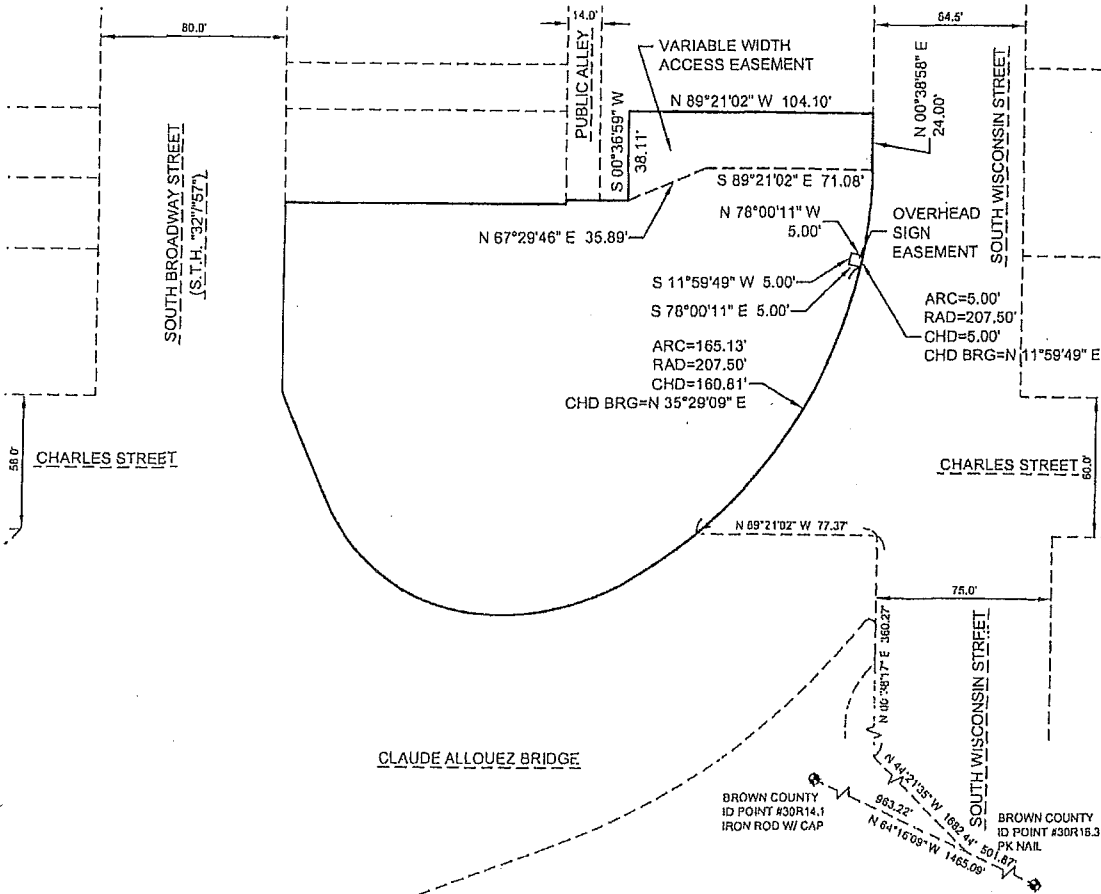 80.0'
14.0'
64.5'
PUBLIC ALLEY
VARIABLE WIDTH
ACCESS EASEMENT
N 89°21'02" W 104.10'
N 00°38'58" E
24.00'
SOUTH WISCONSIN STREET
SOUTH BROADWAY STREET
(S.T.H. "32"/"57")
S 00°36'59" W
38.11'
S 89°21'02" E 71.08'
N 67°29'46" E 35.89'
N 78°00'11" W
5.00'
OVERHEAD
SIGN
EASEMENT
S 11°59'49" W 5.00'
S 78°00'11" E 5.00'
ARC=5.00'
RAD=207.50'
CHD=5.00'
CHD BRG=N 11°59'49" E
ARC=165.13'
RAD=207.50'
CHD=160.81'
CHD BRG=N 35°29'09" E
CHARLES STREET
CHARLES STREET
60.0'
N 89°21'02" W 77.37'
75.0'
N 00°38'17" E 360.27'
SOUTH WISCONSIN STREET
CLAUDE ALLOUEZ BRIDGE
N 44°21'35" W 1682.44'
501.87'
963.22'
N 64°16'09" W 1465.09'
BROWN COUNTY
ID POINT #30R14.1
IRON ROD W/ CAP
BROWN COUNTY
ID POINT #30R16.3
PK NAIL